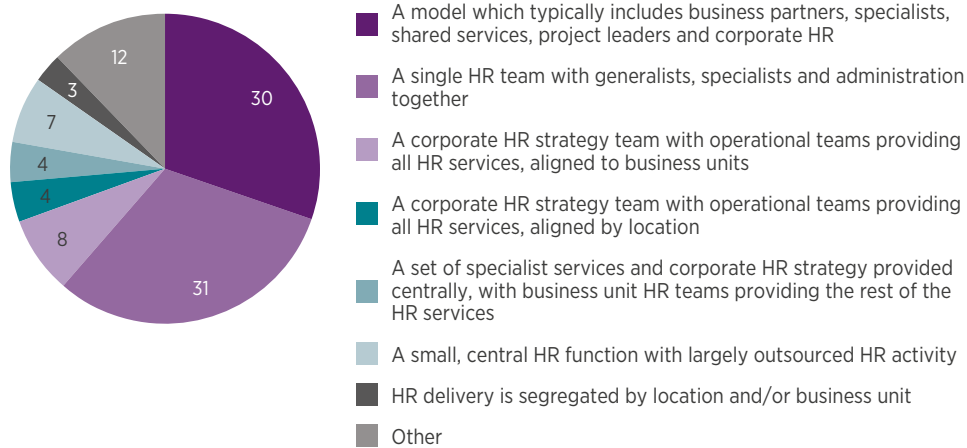 30
31
8
4
4
7
3
12
A model which typically includes business partners, specialists,
shared services, project leaders and corporate HR
A single HR team with generalists, specialists and administration
together
A corporate HR strategy team with operational teams providing
all HR services, aligned to business units
A corporate HR strategy team with operational teams providing
all HR services, aligned by location
A set of specialist services and corporate HR strategy provided
centrally, with business unit HR teams providing the rest of the
HR services
A small, central HR function with largely outsourced HR activity
HR delivery is segregated by location and/or business unit
Other